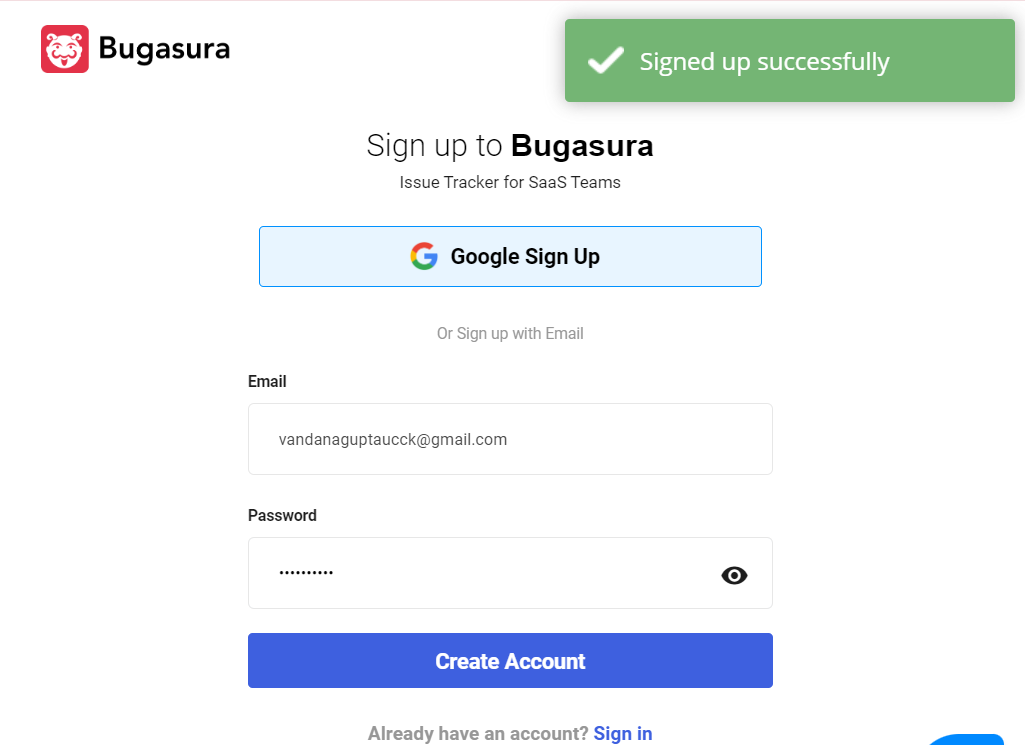 Bugasura
Signed up successfully
Sign up to Bugasura
Issue Tracker for SaaS Teams
Google Sign Up
Or Sign up with Email
Email
vandanaguptaucck@gmail.com
Password
••••••••••
Create Account
Already have an account? Sign in